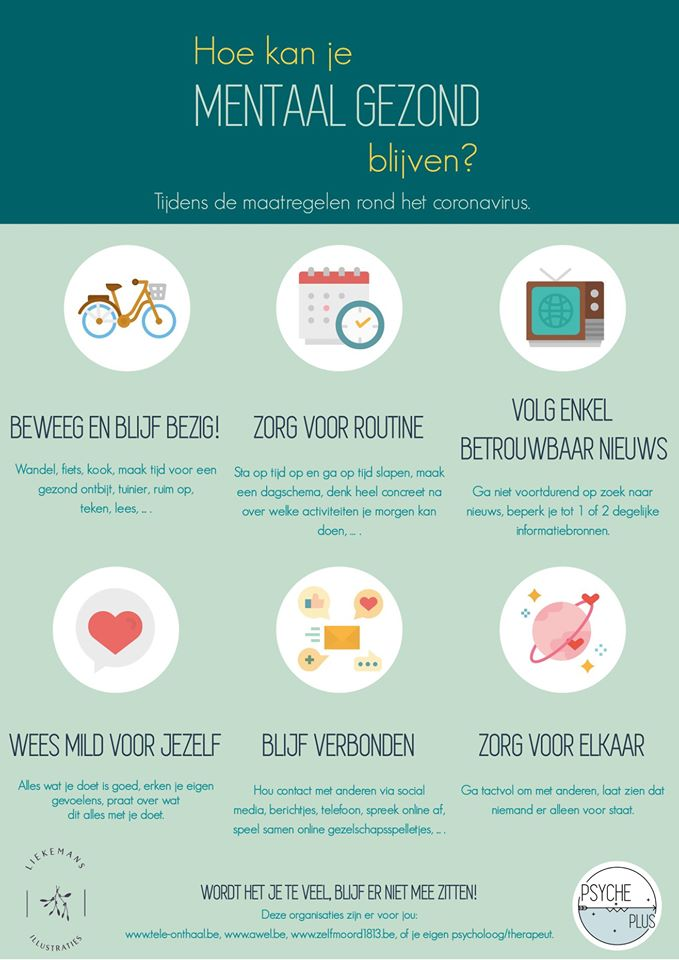 Hoe kan je
MENTAAL GEZOND
blijven?
Tijdens de maatregelen rond het coronavirus.
BEWEEG EN BLIJF BEZIG!
Wandel, fiets, kook, maak tijd voor een
gezond ontbijt, tuinier, ruim op,
teken, lees, ... .
ZORG VOOR ROUTINE
Sta op tijd op en ga op tijd slapen, maak
een dagschema, denk heel concreet na
over welke activiteiten je morgen kan
doen, ... .
VOLG ENKEL
BETROUWBAAR NIEUWS
Ga niet voortdurend op zoek naar
nieuws, beperk je tot 1 of 2 degelijke
informatiebronnen.
WEES MILD VOOR JEZELF
Alles wat je doet is goed, erken je eigen
gevoelens, praat over wat
dit alles met je doet.
BLIJF VERBONDEN
Hou contact met anderen via social
media, berichtjes, telefoon, spreek online af,
speel samen online gezelschapsspelletjes, ... .
ZORG VOOR ELKAAR
Ga tactvol om met anderen, laat zien dat
niemand er alleen voor staat.
LIEKEMANS
ILLUSTRATIES
WORDT HET JE TE VEEL, BLIJF ER NIET MEE ZITTEN!
Deze organisaties zijn er voor jou:
www.tele-onthaal.be, www.awel.be, www.zelfmoord1813.be, of je eigen psycholoog/therapeut.
PSYCHE
PLUS